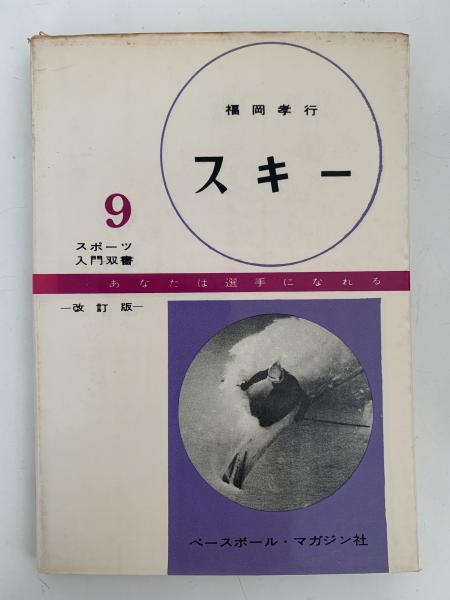 福岡孝行
スキー
9
スポーツ
入門双書
あなたは選手になれる
―改訂版―
ベースボール・マガジン社